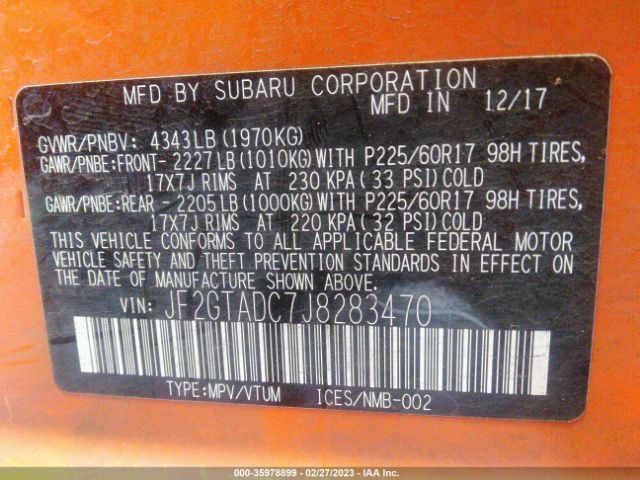 MFD BY SUBARU CORPORATION
MFD IN 12/17
GVWR/PNBV: 4343LB (1970KG)
GAWR/PNBE:FRONT- 2227LB (1010KG) WITH P225/60R17 98H TIRES,
17X7J RIMS AT 230 KPA (33 PSI) COLD
GAWR/PNBE:REAR - 2205LB (1000KG) WITH P225/60R17 98H TIRES,
17X7J RIMS AT 220 KPA (32 PSI) COLD
THIS VEHICLE CONFORMS TO ALL APPLICABLE FEDERAL MOTOR
VEHICLE SAFETY AND THEFT PREVENTION STANDARDS IN EFFECT ON
THE DATE OF MANUFACTURE SHOWN ABOVE.
VIN: JF2GTADC7J8283470
TYPE:MPV/VTUM ICES/NMB-002
000-35978899 - 02/27/2023 - IAA Inc.